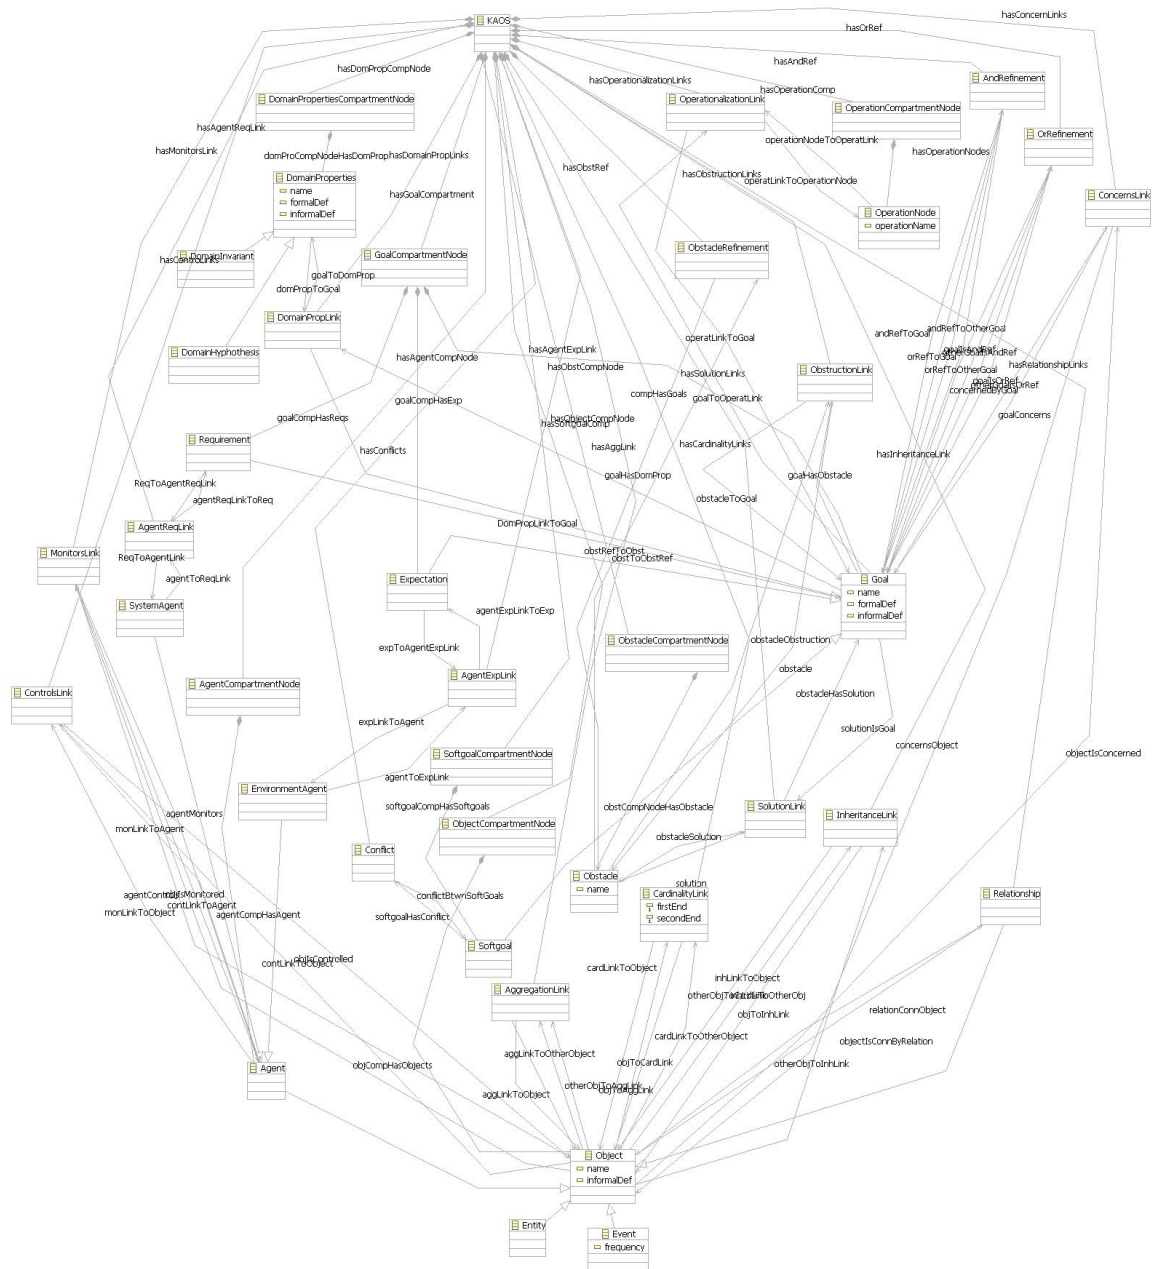 KAOS
hasConcernLinks
hasOrRef
hasAndRef
hasDomPropCompNode
hasOperationalizationLinks
AndRefinement
hasOperationComp
DomainPropertiesCompartmentNode
OperationalizationLink
OperationCompartmentNode
hasAgentReqLink
OrRefinement
operationNodeToOperatLink
hasMonitorsLink
domProCompNodeHasDomProp
hasDomainPropLinks
hasOperationNodes
hasObstRef
hasObstructionLinks
DomainProperties
name
formalDef
informalDef
operatLinkToOperationNode
hasGoalCompartment
ConcernsLink
OperationNode
operationName
DomainInvariant
GoalCompartmentNode
ObstacleRefinement
goalToDomProp
domPropToGoal
DomainPropLink
andRefToGoal
andRefToOtherGoal
operatLinkToGoal
DomainHyphothesis
hasAgentCompNode
hasAgentExpLink
orRefToGoal
orRefToOtherGoal
hasRelationshipLinks
hasObstCompNode
hasSolutionLinks
ObstructionLink
goalIsOrRef
concernedByGoal
goalCompHasExp
compHasGoals
goalToOperatLink
goalCompHasReqs
goalConcerns
hasObjectCompNode
hasSoftgoalComp
Requirement
hasConflicts
hasAggLink
hasCardinalityLinks
hasInheritanceLink
goalHasDomProp
goalHasObstacle
ReqToAgentReqLink
agentReqLinkToReq
obstacleToGoal
AgentReqLink
DomPropLinkToGoal
MonitorsLink
ReqToAgentLink
obstRefToObst
obstToObstRef
agentToReqLink
Expectation
Goal
name
formalDef
informalDef
SystemAgent
agentExpLinkToExp
expToAgentExpLink
ObstacleCompartmentNode
obstacleObstruction
obstacle
AgentExpLink
AgentCompartmentNode
ControlsLink
obstacleHasSolution
expLinkToAgent
solutionIsGoal
concernsObject
objectIsConcerned
SoftgoalCompartmentNode
agentToExpLink
EnvironmentAgent
softgoalCompHasSoftgoals
obstCompNodeHasObstacle
SolutionLink
agentMonitors
ObjectCompartmentNode
InheritanceLink
monLinkToAgent
obstacleSolution
Conflict
Obstacle
name
solution
CardinalityLink
firstEnd
secondEnd
Relationship
conflictBtwnSoftGoals
objIsMonitored
contLinkToAgent
monLinkToObject
agentCompHasAgent
softgoalHasConflict
Softgoal
objIsControlled
contLinkToObject
cardLinkToObject
inhLinkToObject
AggregationLink
relationConnObject
objToInhLink
cardLinkToOtherObject
objectIsConnByRelation
aggLinkToOtherObject
objToCardLink
otherObjToInhLink
Agent
objCompHasObjects
otherObjToAggLink
objToAggLink
aggLinkToObject
Object
name
informalDef
Entity
Event
frequency